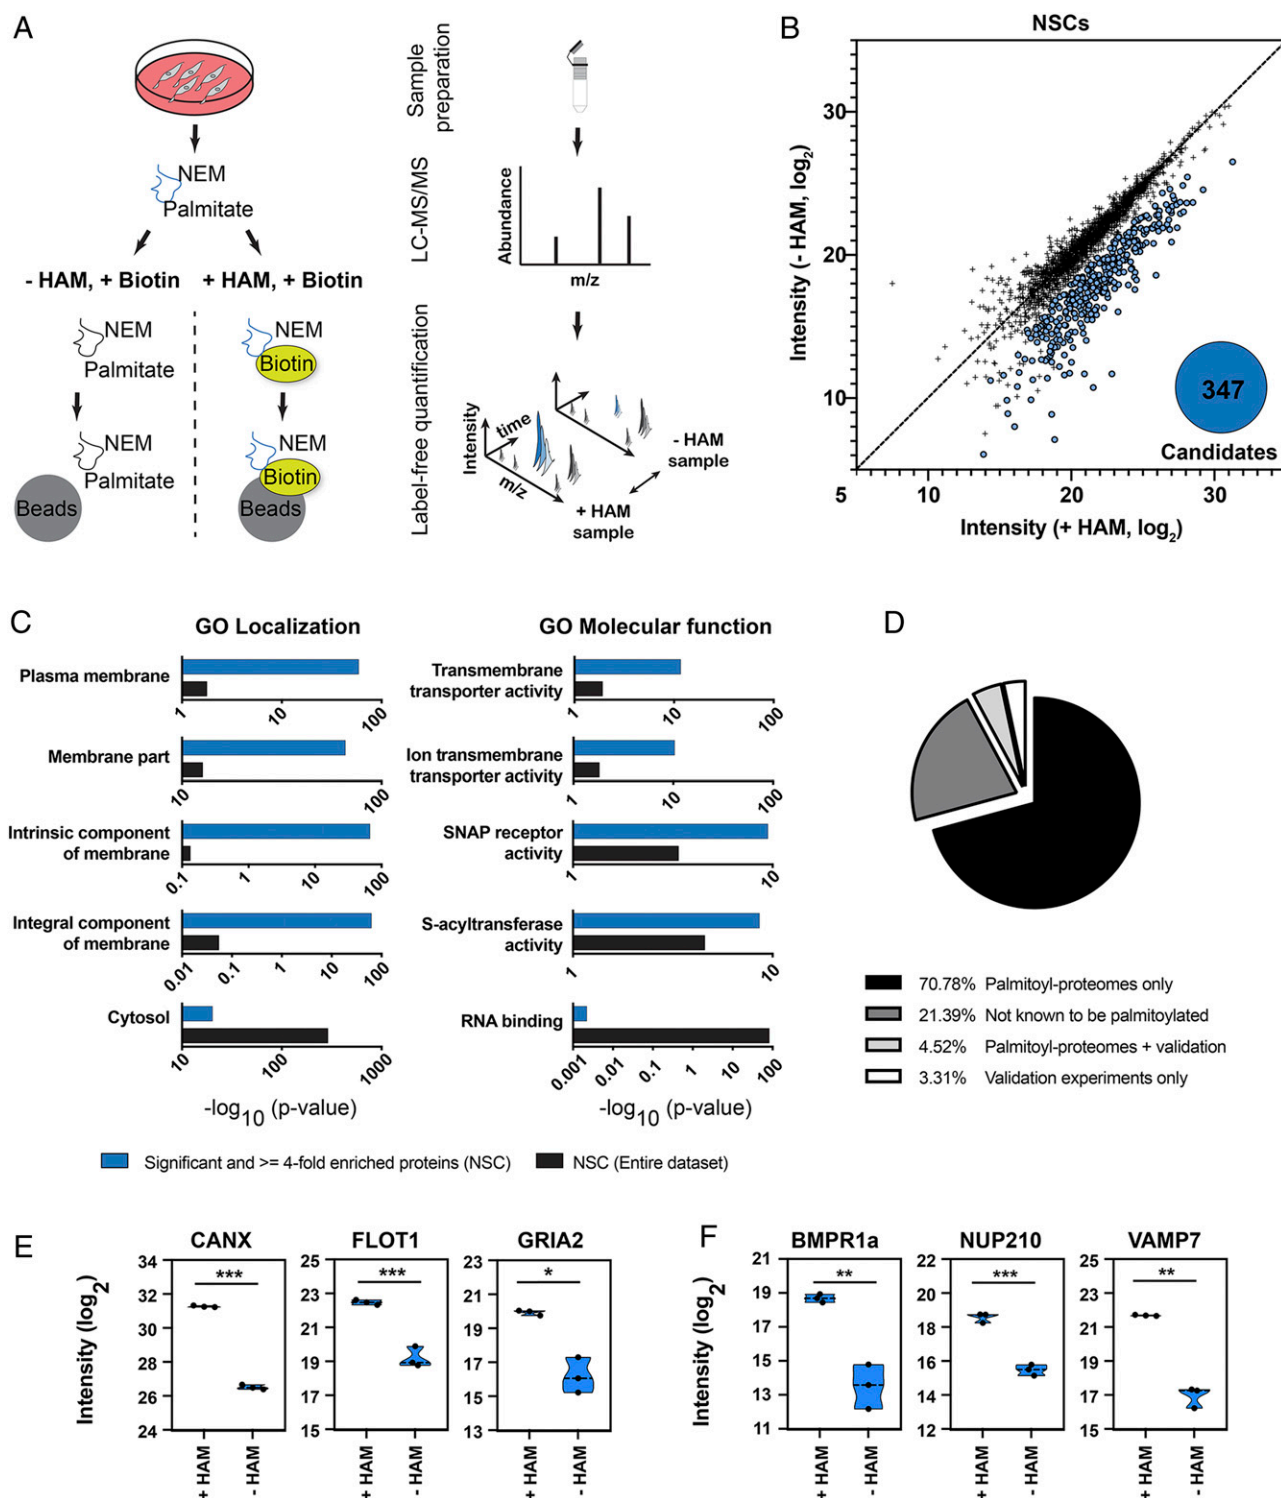 A
NEM
Palmitate
- HAM, + Biotin
+ HAM, + Biotin
NEM
Palmitate
NEM
Biotin
NEM
Palmitate
Beads
NEM
Biotin
Beads
Sample
preparation
LC-MS/MS
Abundance
m/z
Label-free quantification
Intensity
time
m/z
- HAM
sample
+ HAM
sample
B
NSCs
Intensity (- HAM, log2)
30
20
10
5
10
20
30
347
Candidates
Intensity (+ HAM, log2)
C
GO Localization
Plasma membrane
1
10
100
Membrane part
10
100
Intrinsic component
of membrane
0.1
1
10
100
Integral component
of membrane
0.01
0.1
1
10
100
Cytosol
10
100
1000
-log10 (p-value)
GO Molecular function
Transmembrane
transporter activity
1
10
100
Ion transmembrane
transporter activity
1
10
100
SNAP receptor
activity
1
10
S-acyltransferase
activity
1
10
RNA binding
0.001
0.01
0.1
1
10
100
-log10 (p-value)
Significant and >= 4-fold enriched proteins (NSC)
NSC (Entire dataset)
D
70.78% Palmitoyl-proteomes only
21.39% Not known to be palmitoylated
4.52% Palmitoyl-proteomes + validation
3.31% Validation experiments only
E
Intensity (log2)
CANX
34
32
30
28
26
24
***
+ HAM
- HAM
FLOT1
25
23
21
19
17
15
***
+ HAM
- HAM
GRIA2
23
21
19
17
15
13
*
+ HAM
- HAM
F
Intensity (log2)
BMPR1a
21
19
17
15
13
11
**
+ HAM
- HAM
NUP210
22
20
18
16
14
12
***
+ HAM
- HAM
VAMP7
25
23
21
19
17
15
**
+ HAM
- HAM